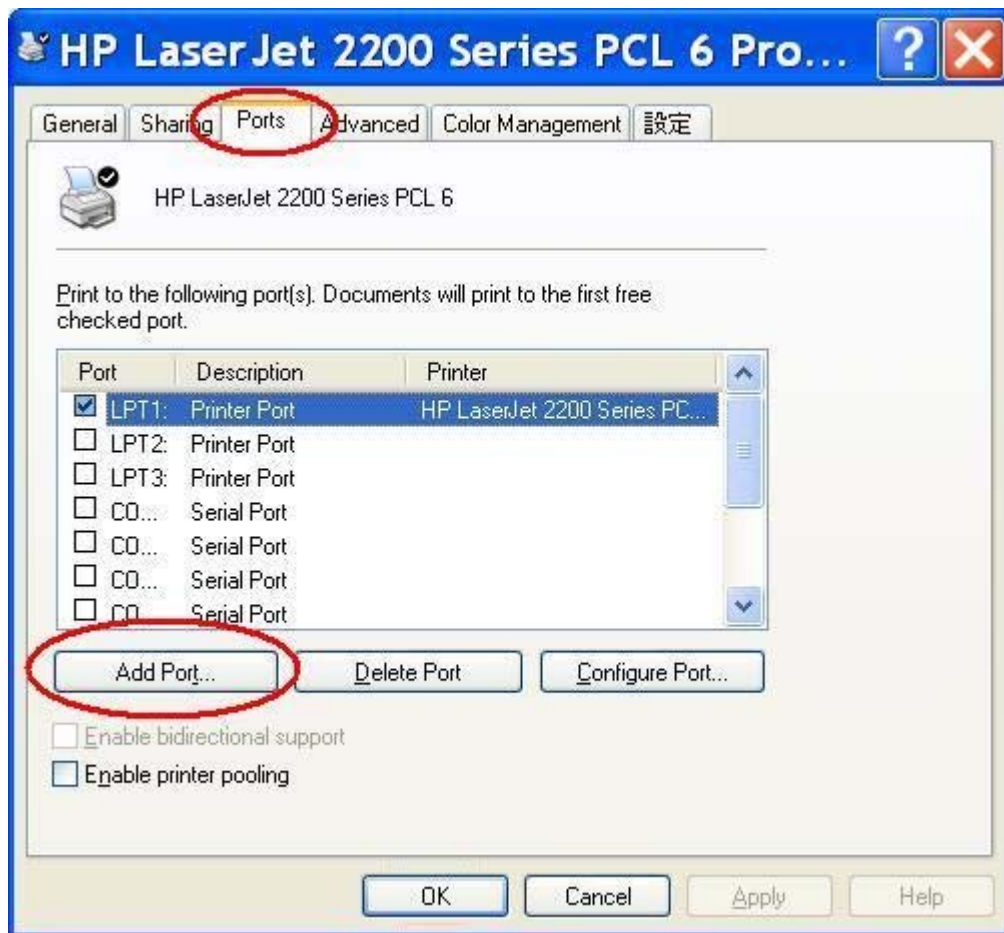 HP LaserJet 2200 Series PCL 6 Pro...
General Sharing Ports Advanced Color Management 設定
HP LaserJet 2200 Series PCL 6
Print to the following port(s). Documents will print to the first free
checked port.
Port Description Printer
LPT1: Printer Port HP LaserJet 2200 Series PC...
LPT2: Printer Port
LPT3: Printer Port
CO... Serial Port
CO... Serial Port
CO... Serial Port
CO... Serial Port
Add Port... Delete Port Configure Port...
Enable bidirectional support
Enable printer pooling
OK Cancel Apply Help